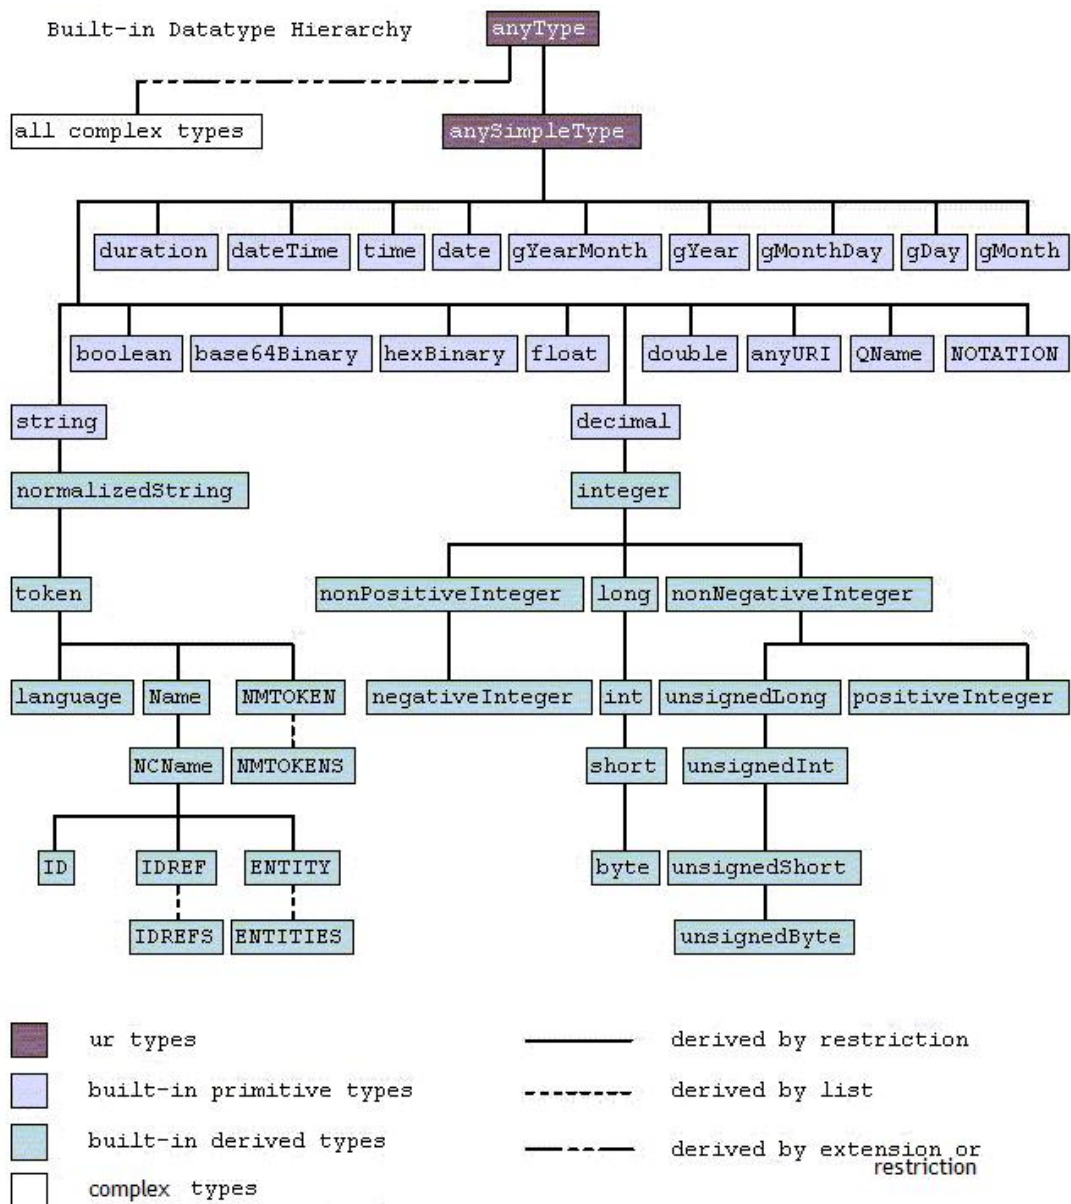 Built-in Datatype Hierarchy anyType
all complex types anySimpleType
duration dateTime time date gYearMonth gYear gMonthDay gDay gMonth
boolean base64Binary hexBinary float double anyURI QName NOTATION
string decimal
normalizedString integer
token nonPositiveInteger long nonNegativeInteger
language Name NMTOKEN negativeInteger int unsignedLong positiveInteger
NCName NMTOKENS short unsignedInt
ID IDREF ENTITY byte unsignedShort
IDREFS ENTITIES unsignedByte
ur types derived by restriction
built-in primitive types derived by list
built-in derived types derived by extension or
restriction
complex types